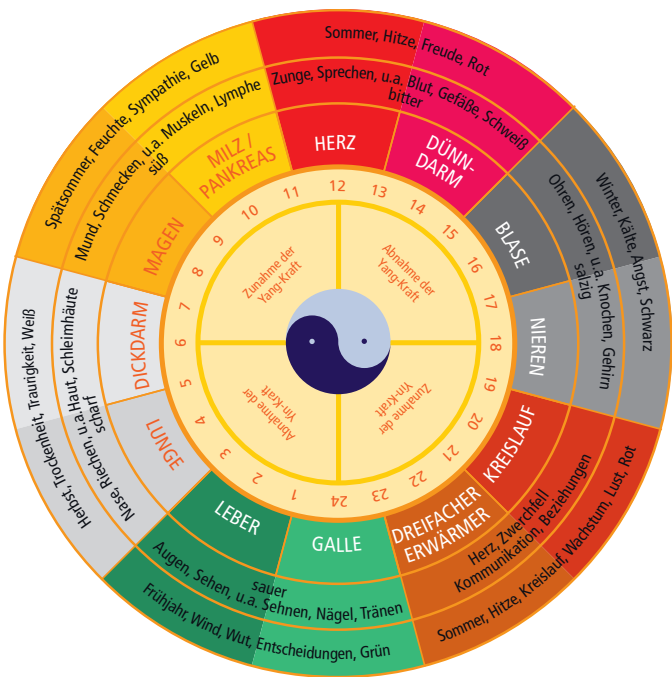 Sommer, Hitze, Freude, Rot
Zunge, Sprechen, u.a. Blut, Gefäße, Schweiß
bitter
HERZ
DÜNN-
DARM
Winter, Kälte, Angst, Schwarz
Ohren, Hören, u.a. Knochen, Gehirn
salzig
BLASE
NIEREN
Sommer, Hitze, Kreislauf, Wachstum, Lust, Rot
Herz, Zwerchfell
Kommunikation, Beziehungen
KREISLAUF
DREIFACHER
ERWÄRMER
Frühjahr, Wind, Wut, Entscheidungen, Grün
Augen, Sehen, u.a. Sehnen, Nägel, Tränen
sauer
GALLE
LEBER
Herbst, Trockenheit, Traurigkeit, Weiß
Nase, Riechen, u.a.Haut, Schleimhäute
scharf
LUNGE
DICKDARM
Spätsommer, Feuchte, Sympathie, Gelb
Mund, Schmecken, u.a. Muskeln, Lymphe
süß
MAGEN
MILZ /
PANKREAS
12
13
14
15
16
17
18
19
20
21
22
23
24
1
2
3
4
5
6
7
8
9
10
11
Zunahme der
Yang-Kraft
Abnahme der
Yang-Kraft
Zunahme der
Yin-Kraft
Abnahme der
Yin-Kraft